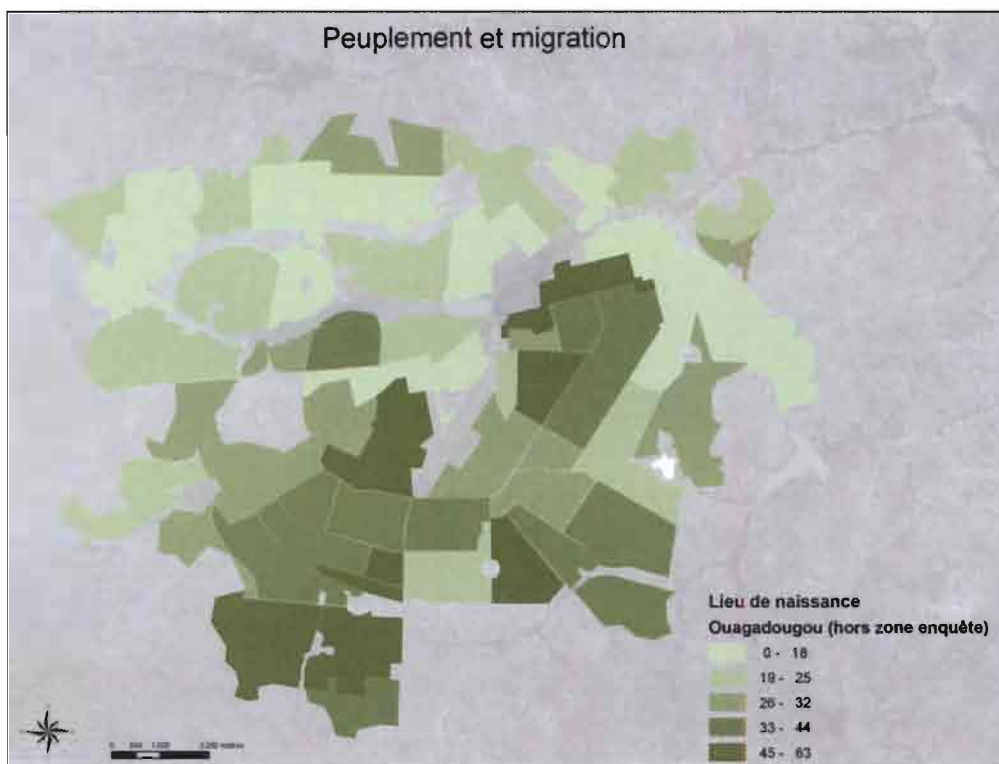 Peuplement et migration
Lieu de naissance
Ouagadougou (hors zone enquête)
0 - 18
19 - 25
26 - 32
33 - 44
45 - 63